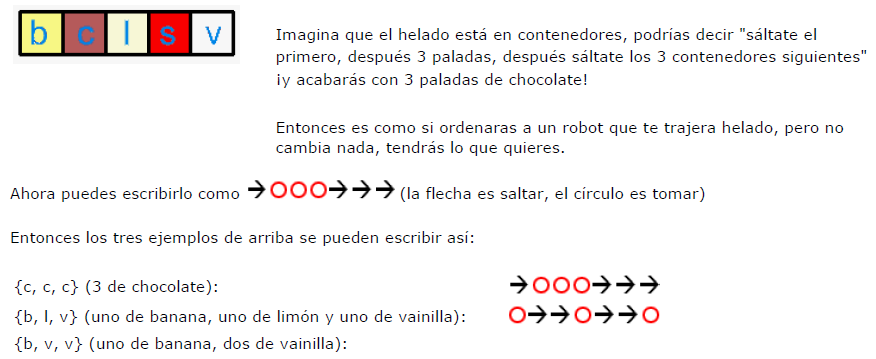 b c l s v
Imagina que el helado está en contenedores, podrías decir "sáltate el
primero, después 3 paladas, después sáltate los 3 contenedores siguientes"
¡y acabarás con 3 paladas de chocolate!
Entonces es como si ordenaras a un robot que te trajera helado, pero no
cambia nada, tendrás lo que quieres.
Ahora puedes escribirlo como →○○○→→→ (la flecha es saltar, el círculo es tomar)
Entonces los tres ejemplos de arriba se pueden escribir así:
{c, c, c} (3 de chocolate): →○○○→→→
{b, l, v} (uno de banana, uno de limón y uno de vainilla): ○→→○→→○
{b, v, v} (uno de banana, dos de vainilla):